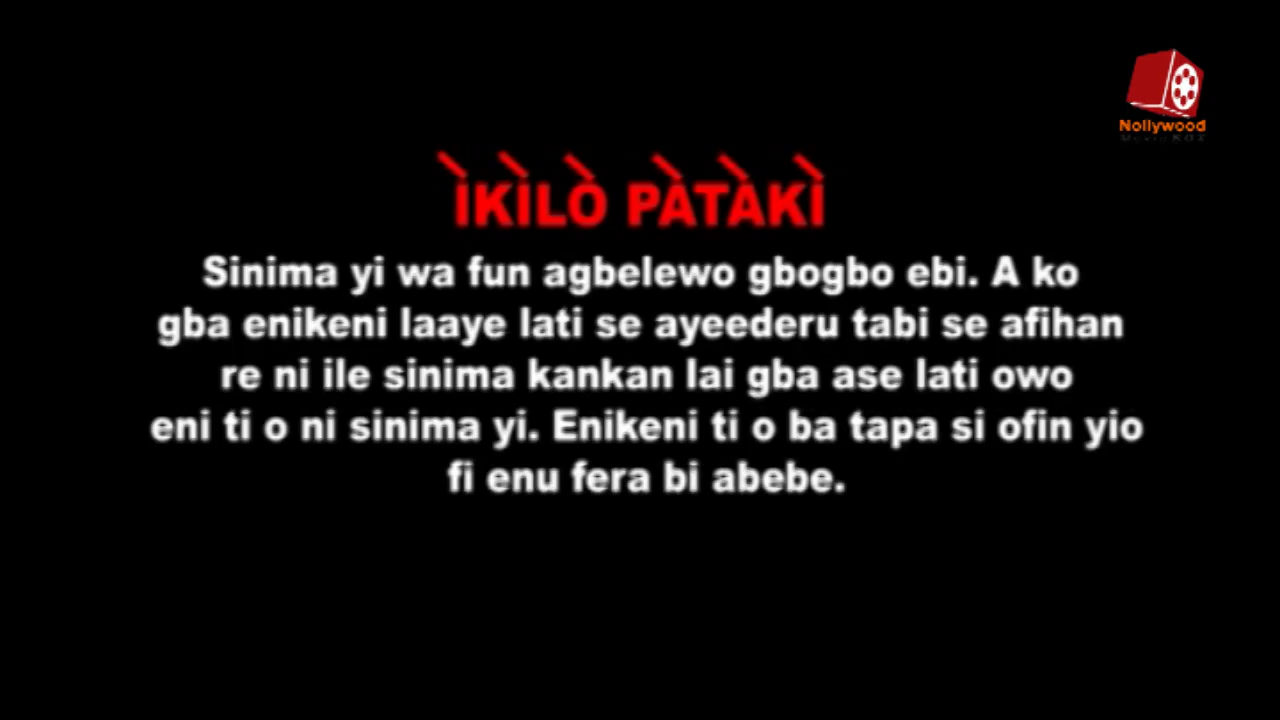 Nollywood
ÌKÌLÒ PÀTÀKÌ
Sinima yi wa fun agbelewo gbogbo ebi. A ko
gba enikeni laaye lati se ayeederu tabi se afihan
re ni ile sinima kankan lai gba ase lati owo
eni ti o ni sinima yi. Enikeni ti o ba tapa si ofin yio
fi enu fera bi abebe.